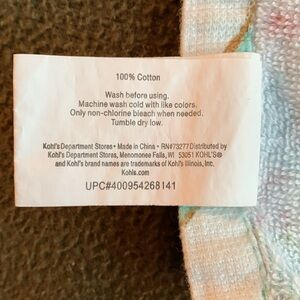 100% Cotton
Wash before using.
Machine wash cold with like colors.
Only non-chlorine bleach when needed.
Tumble dry low.
Kohl's Department Stores • Made in China • RN#73277 Distributed by
Kohl's Department Stores, Menomonee Falls, WI 53051 KOHL'S®
and Kohl's brand names are trademarks of Kohl's Illinois, Inc.
Kohls.com
UPC#400954268141